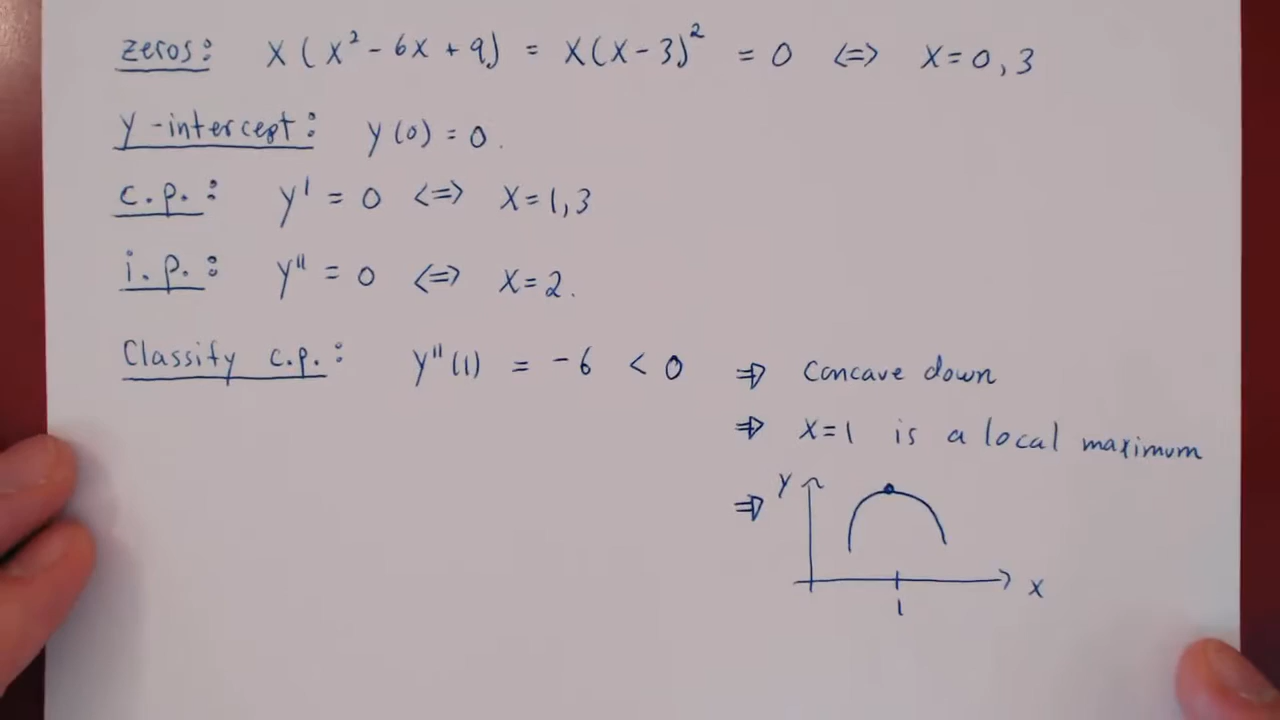 zeros: x(x² - 6x + 9) = x(x-3)² = 0 <=> x=0,3
y-intercept: y(0) = 0.
c.p.: y' = 0 <=> x=1,3
i.p.: y'' = 0 <=> x=2.
Classify c.p.: y''(1) = -6 < 0 => concave down
=> x=1 is a local maximum
=> y
x
1